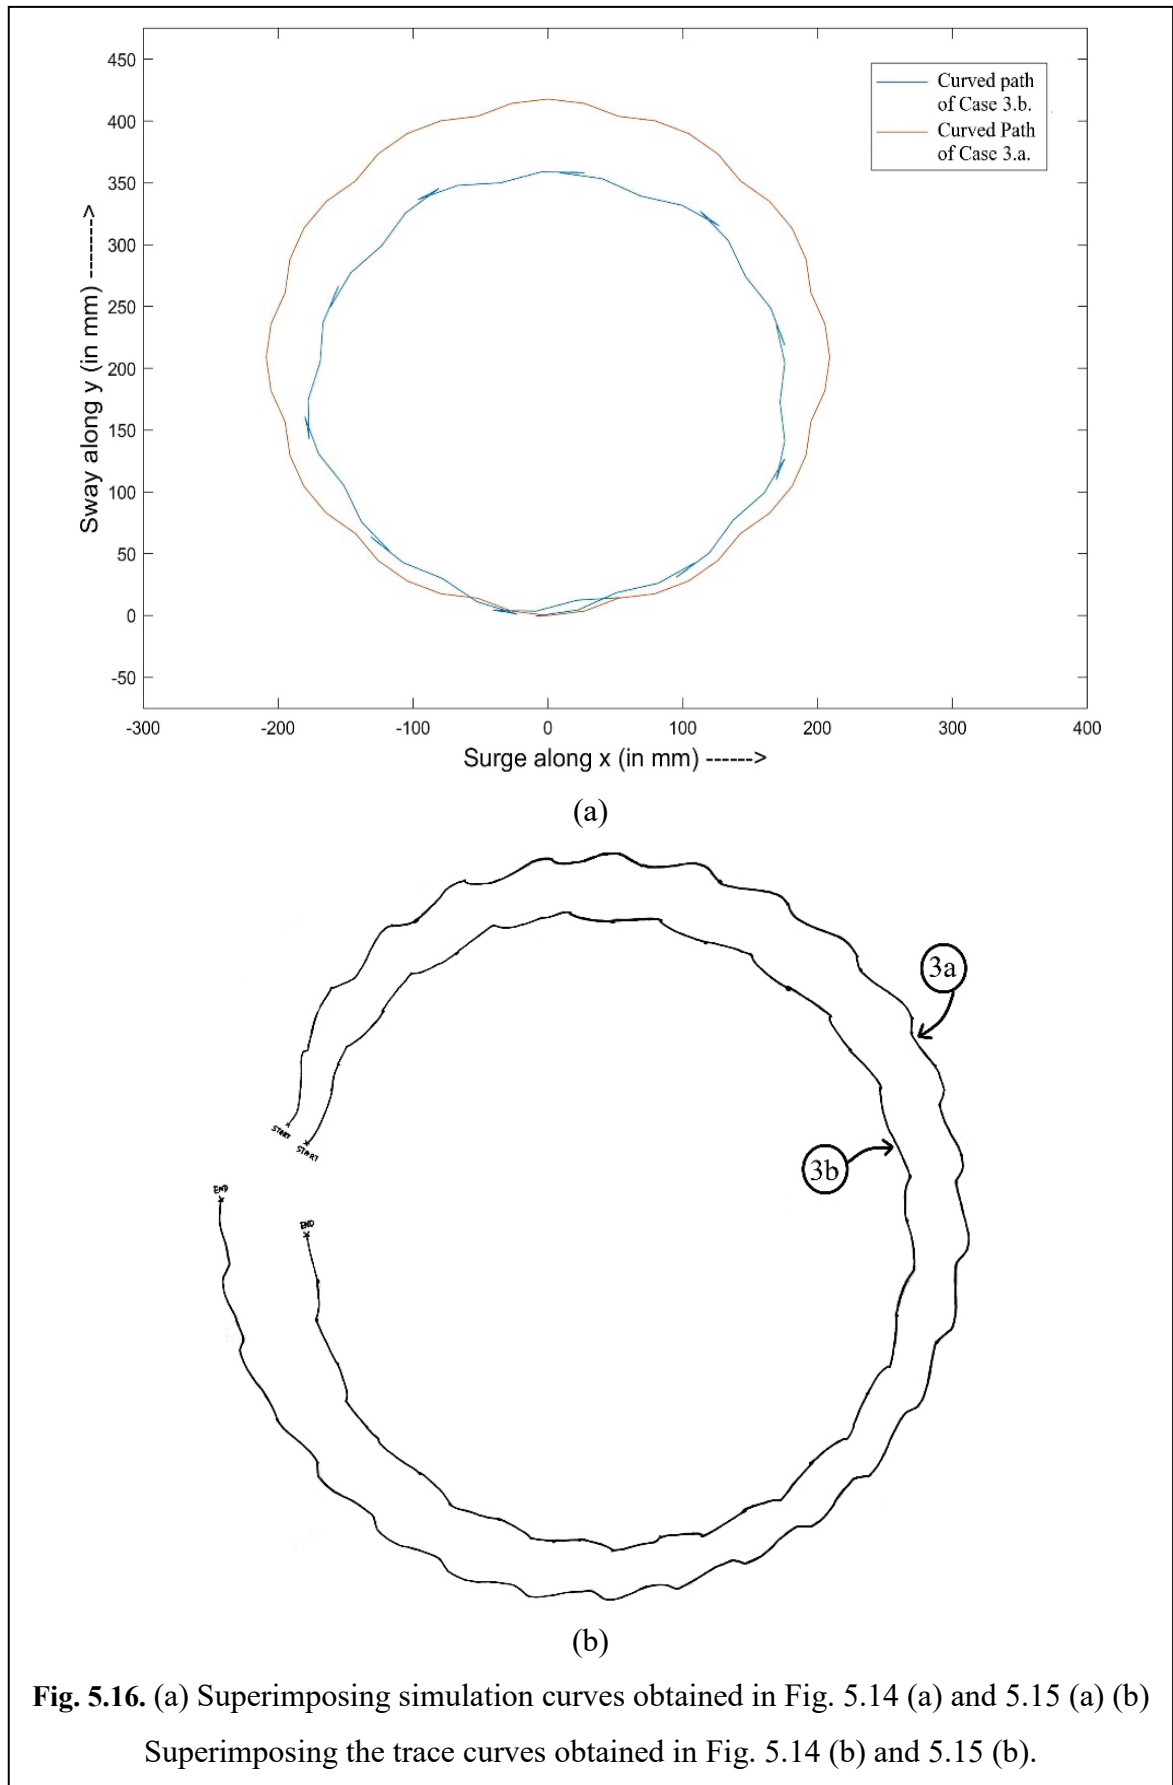 450
400
350
300
250
200
150
100
50
0
-50
Sway along y (in mm) -------->
Curved path
of Case 3.b.
Curved Path
of Case 3.a.
-300 -200 -100 0 100 200 300 400
Surge along x (in mm) ------>
(a)
3a
START
START
3b
END
END
(b)
Fig. 5.16. (a) Superimposing simulation curves obtained in Fig. 5.14 (a) and 5.15 (a) (b)
Superimposing the trace curves obtained in Fig. 5.14 (b) and 5.15 (b).